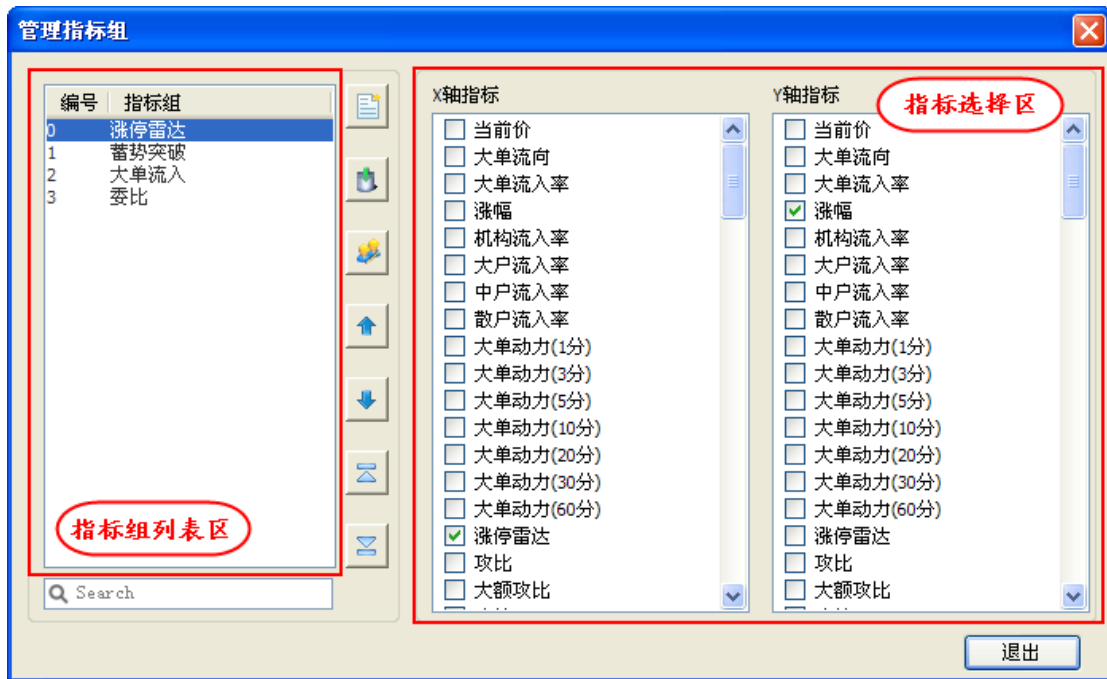 管理指标组
编号 指标组
0 涨停雷达
1 蓄势突破
2 大单流入
3 委比
指标组列表区
Search
X轴指标
当前价
大单流向
大单流入率
涨幅
机构流入率
大户流入率
中户流入率
散户流入率
大单动力(1分)
大单动力(3分)
大单动力(5分)
大单动力(10分)
大单动力(20分)
大单动力(30分)
大单动力(60分)
涨停雷达
攻比
大额攻比
Y轴指标
指标选择区
当前价
大单流向
大单流入率
涨幅
机构流入率
大户流入率
中户流入率
散户流入率
大单动力(1分)
大单动力(3分)
大单动力(5分)
大单动力(10分)
大单动力(20分)
大单动力(30分)
大单动力(60分)
涨停雷达
攻比
大额攻比
退出